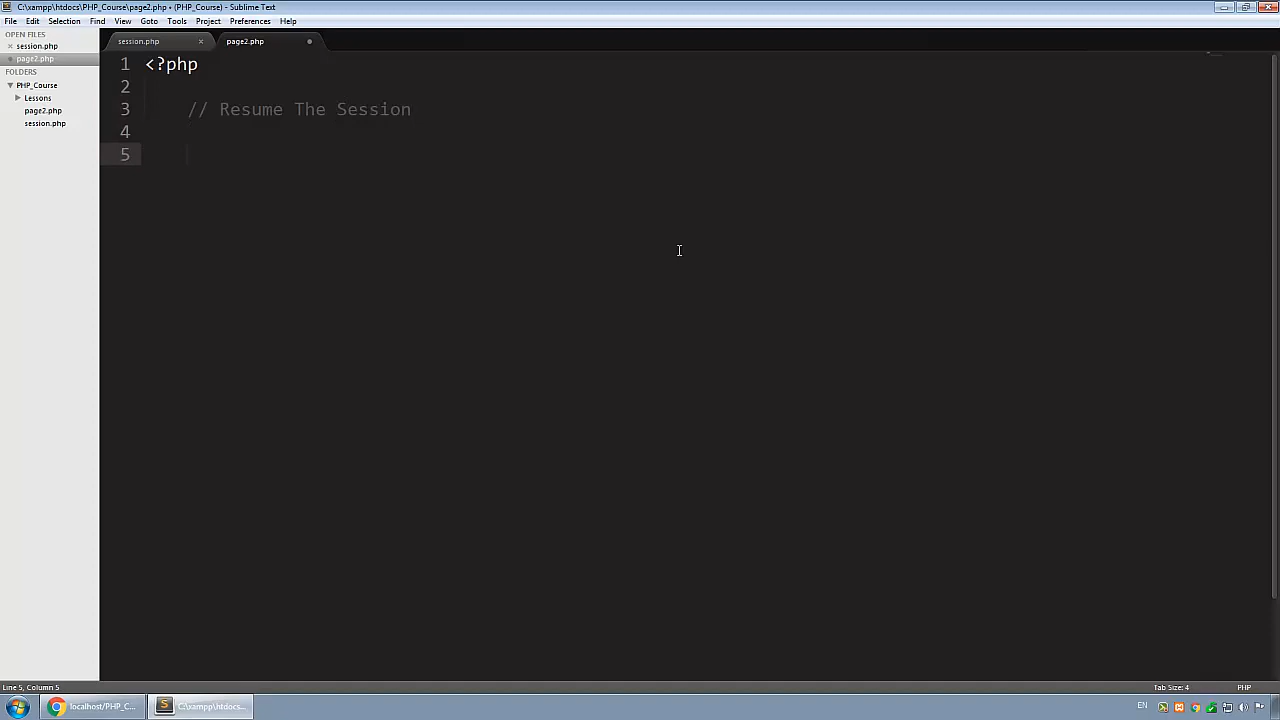 C:\xampp\htdocs\PHP_Course\page2.php • (PHP_Course) - Sublime Text
File Edit Selection Find View Goto Tools Project Preferences Help
OPEN FILES
session.php
page2.php
FOLDERS
PHP_Course
Lessons
page2.php
session.php
session.php × page2.php
1 <?php
2
3 // Resume The Session
4
5
Line 5, Column 5 Tab Size: 4 PHP
localhost/PHP_C... C:\xampp\htdocs... EN